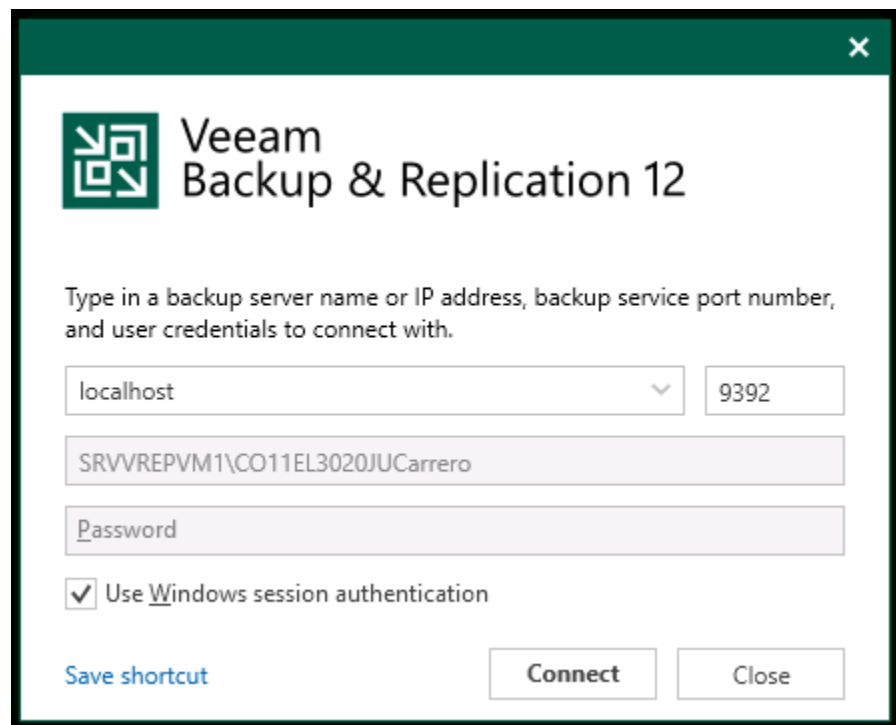 Veeam
Backup & Replication 12
Type in a backup server name or IP address, backup service port number,
and user credentials to connect with.
localhost
9392
SRVVREPVM1\CO11EL3020JUCarrero
Password
Use Windows session authentication
Save shortcut
Connect
Close